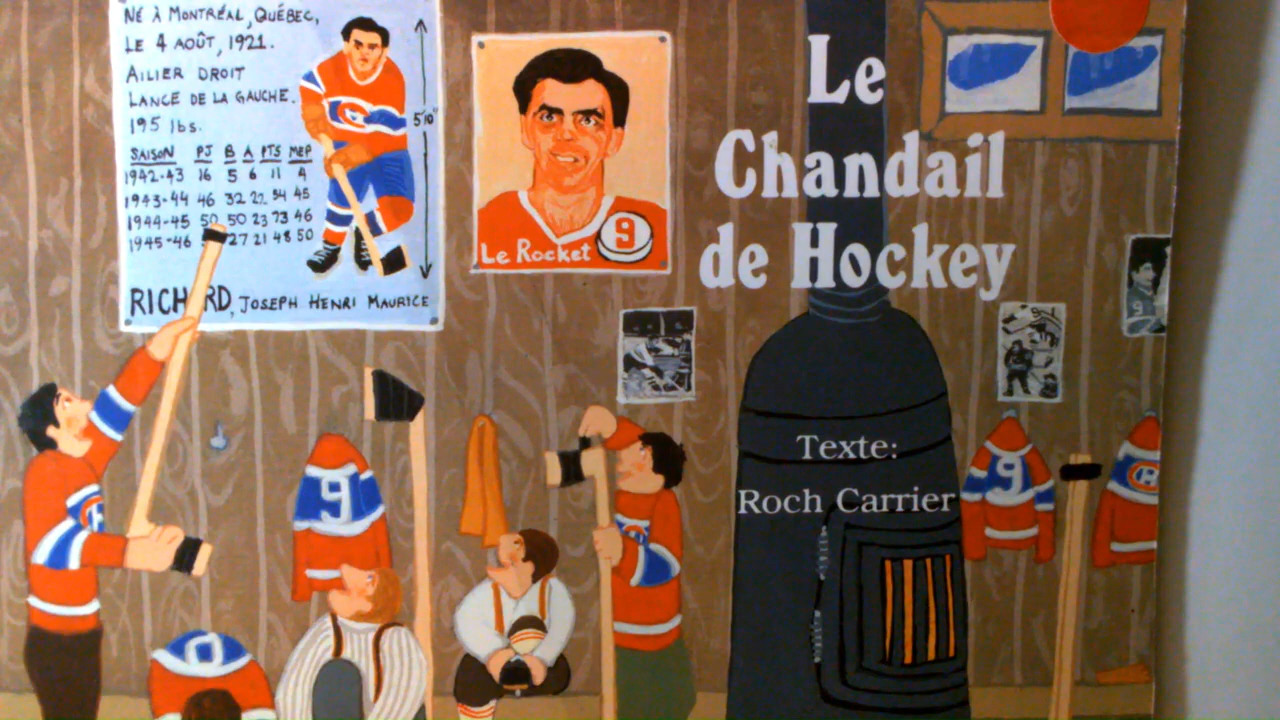 NÉ À MONTRÉAL, QUÉBEC,
LE 4 AOÛT, 1921.
AILIER DROIT
LANCE DE LA GAUCHE.
195 lbs.
5'10"
SAISON PJ B A PTS MEP
1942-43 16 5 6 11 4
1943-44 46 32 22 54 45
1944-45 50 50 23 73 46
1945-46 27 21 48 50
RICHARD, JOSEPH HENRI MAURICE
9
Le Rocket
Le
Chandail
de Hockey
Texte:
Roch Carrier
9
9